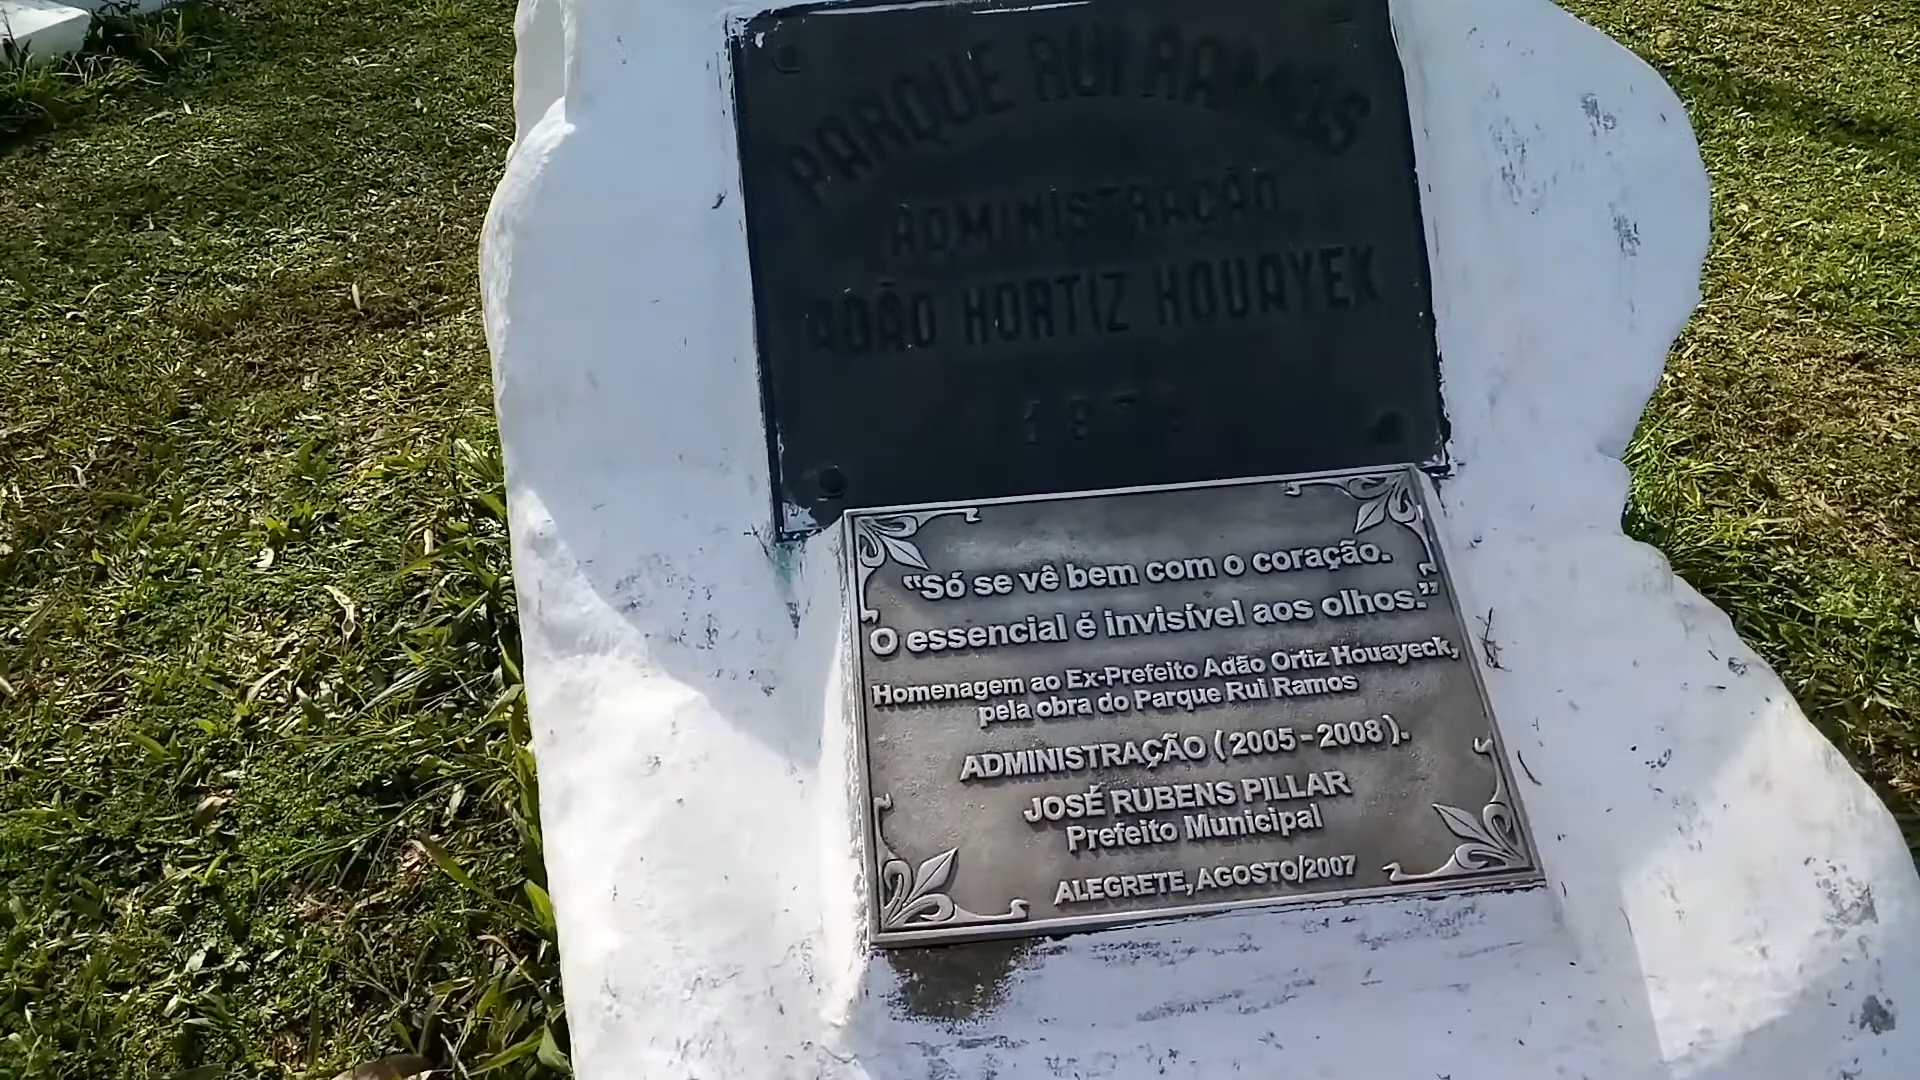 PARQUE RUI RAMOS
ADMINISTRAÇÃO
ADÃO HORTIZ HOUAYEK
“Só se vê bem com o coração.
O essencial é invisível aos olhos.”
Homenagem ao Ex-Prefeito Adão Ortiz Houayeck,
pela obra do Parque Rui Ramos
ADMINISTRAÇÃO (2005-2008).
JOSÉ RUBENS PILLAR
Prefeito Municipal
ALEGRETE, AGOSTO/2007